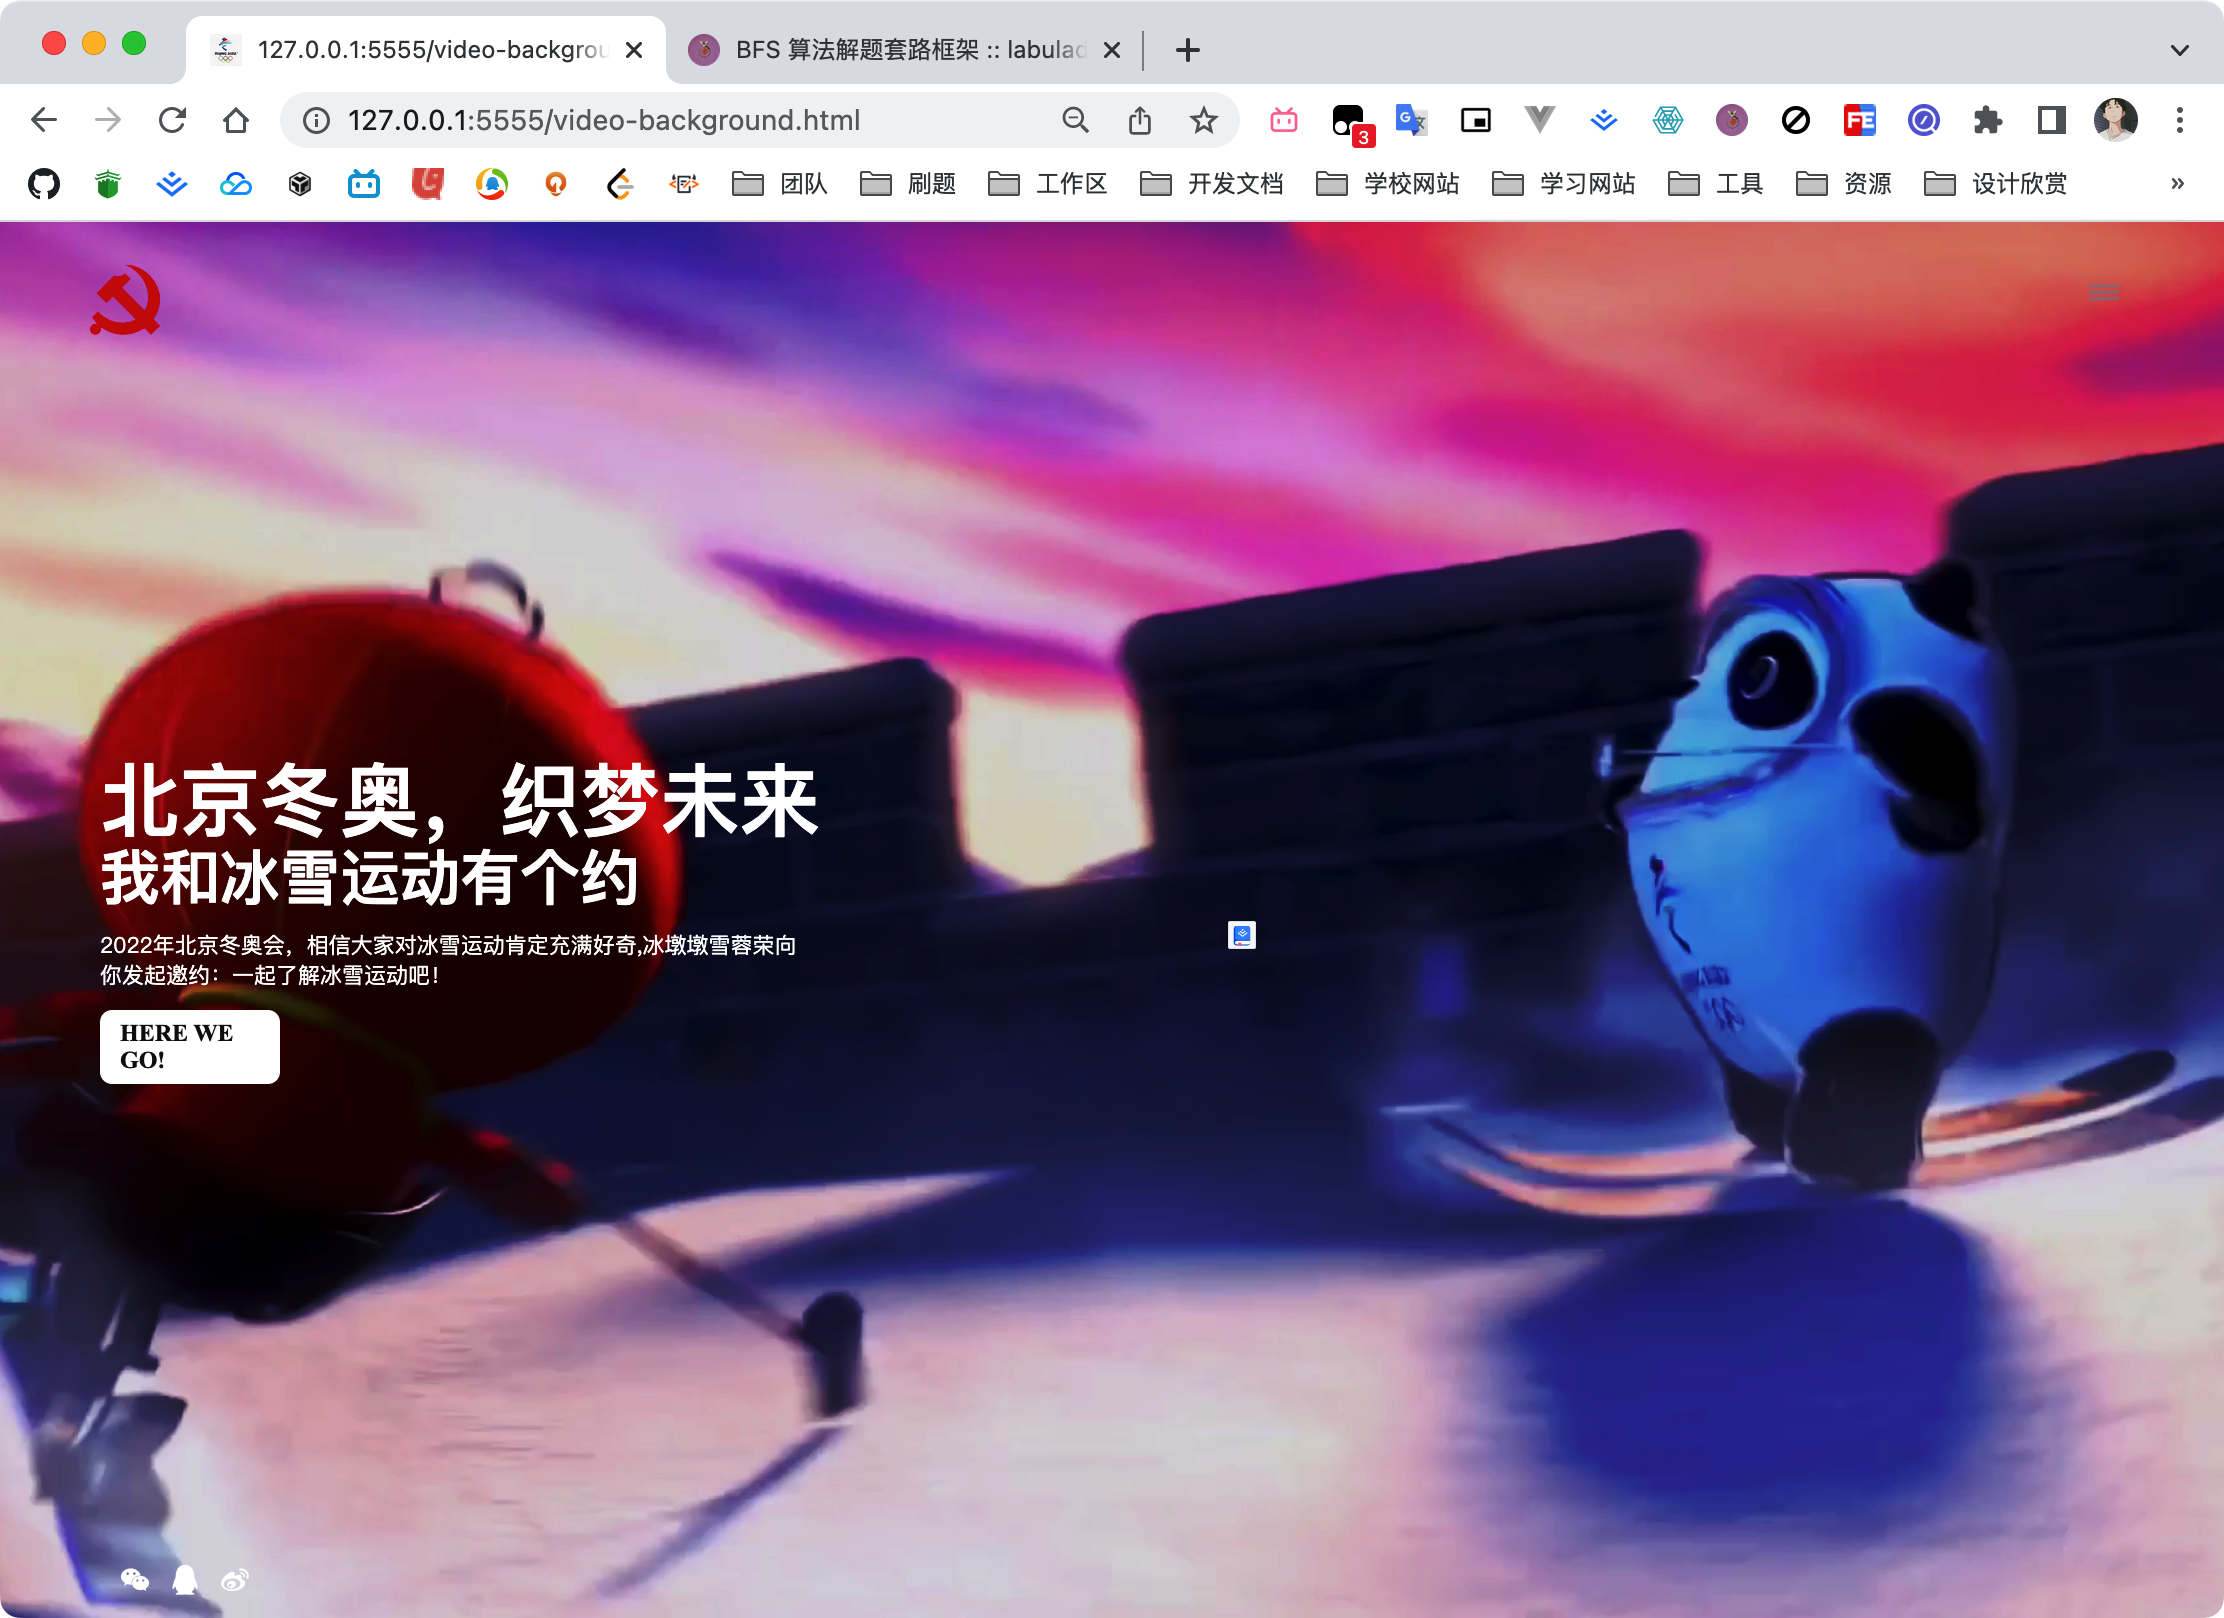 127.0.0.1:5555/video-backgrou
BFS 算法解题套路框架 :: labulad
127.0.0.1:5555/video-background.html
3
FE
团队
刷题
工作区
开发文档
学校网站
学习网站
工具
资源
设计欣赏
»
北京冬奥，织梦未来
我和冰雪运动有个约
2022年北京冬奥会，相信大家对冰雪运动肯定充满好奇,冰墩墩雪蓉荣向
你发起邀约：一起了解冰雪运动吧！
HERE WE
GO!